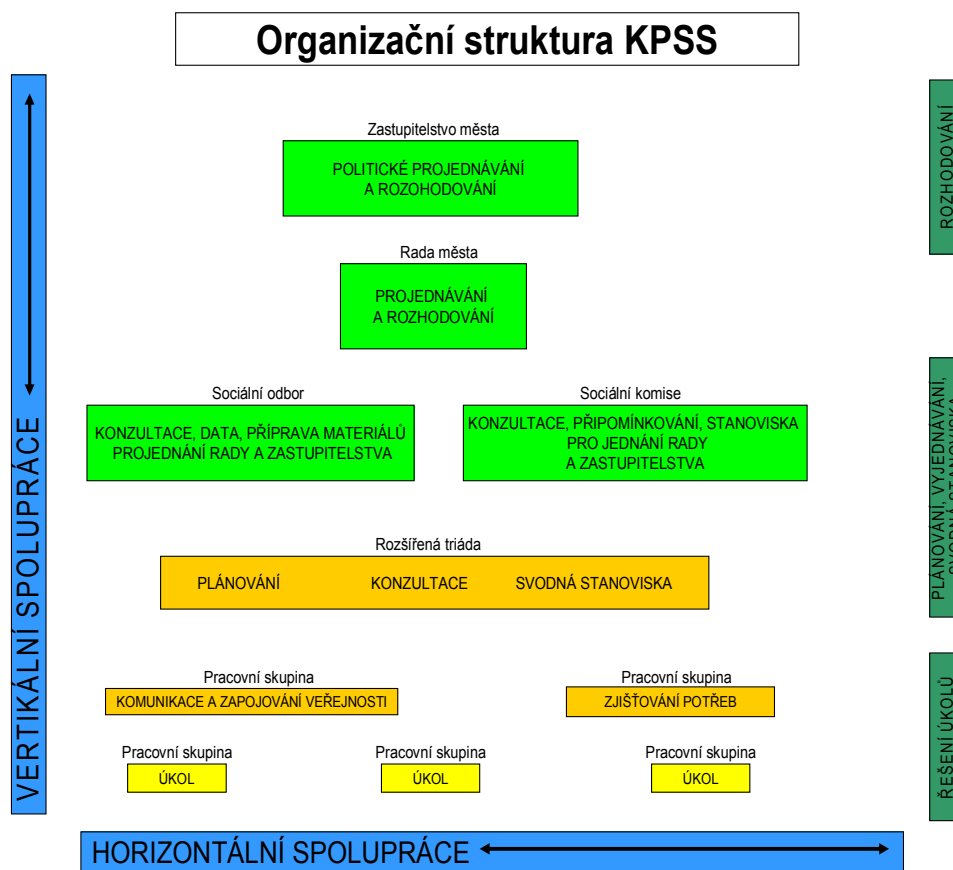 Organizační struktura KPSS
VERTIKÁLNÍ SPOLUPRÁCE
ROZHODOVÁNÍ
Zastupitelstvo města
POLITICKÉ PROJEDNÁVÁNÍ
A ROZOHODOVÁNÍ
Rada města
PROJEDNÁVÁNÍ
A ROZHODOVÁNÍ
Sociální odbor
KONZULTACE, DATA, PŘÍPRAVA MATERIÁLŮ
PROJEDNÁNÍ RADY A ZASTUPITELSTVA
Sociální komise
KONZULTACE, PŘIPOMÍNKOVÁNÍ, STANOVISKA
PRO JEDNÁNÍ RADY
A ZASTUPITELSTVA
PLÁNOVÁNÍ, VYJEDNÁVÁNÍ,
Rozšířená triáda
PLÁNOVÁNÍ KONZULTACE SVODNÁ STANOVISKA
Pracovní skupina
KOMUNIKACE A ZAPOJOVÁNÍ VEŘEJNOSTI
Pracovní skupina
ZJIŠŤOVÁNÍ POTŘEB
ŘEŠENÍ ÚKOLŮ
Pracovní skupina
ÚKOL
Pracovní skupina
ÚKOL
Pracovní skupina
ÚKOL
HORIZONTÁLNÍ SPOLUPRÁCE